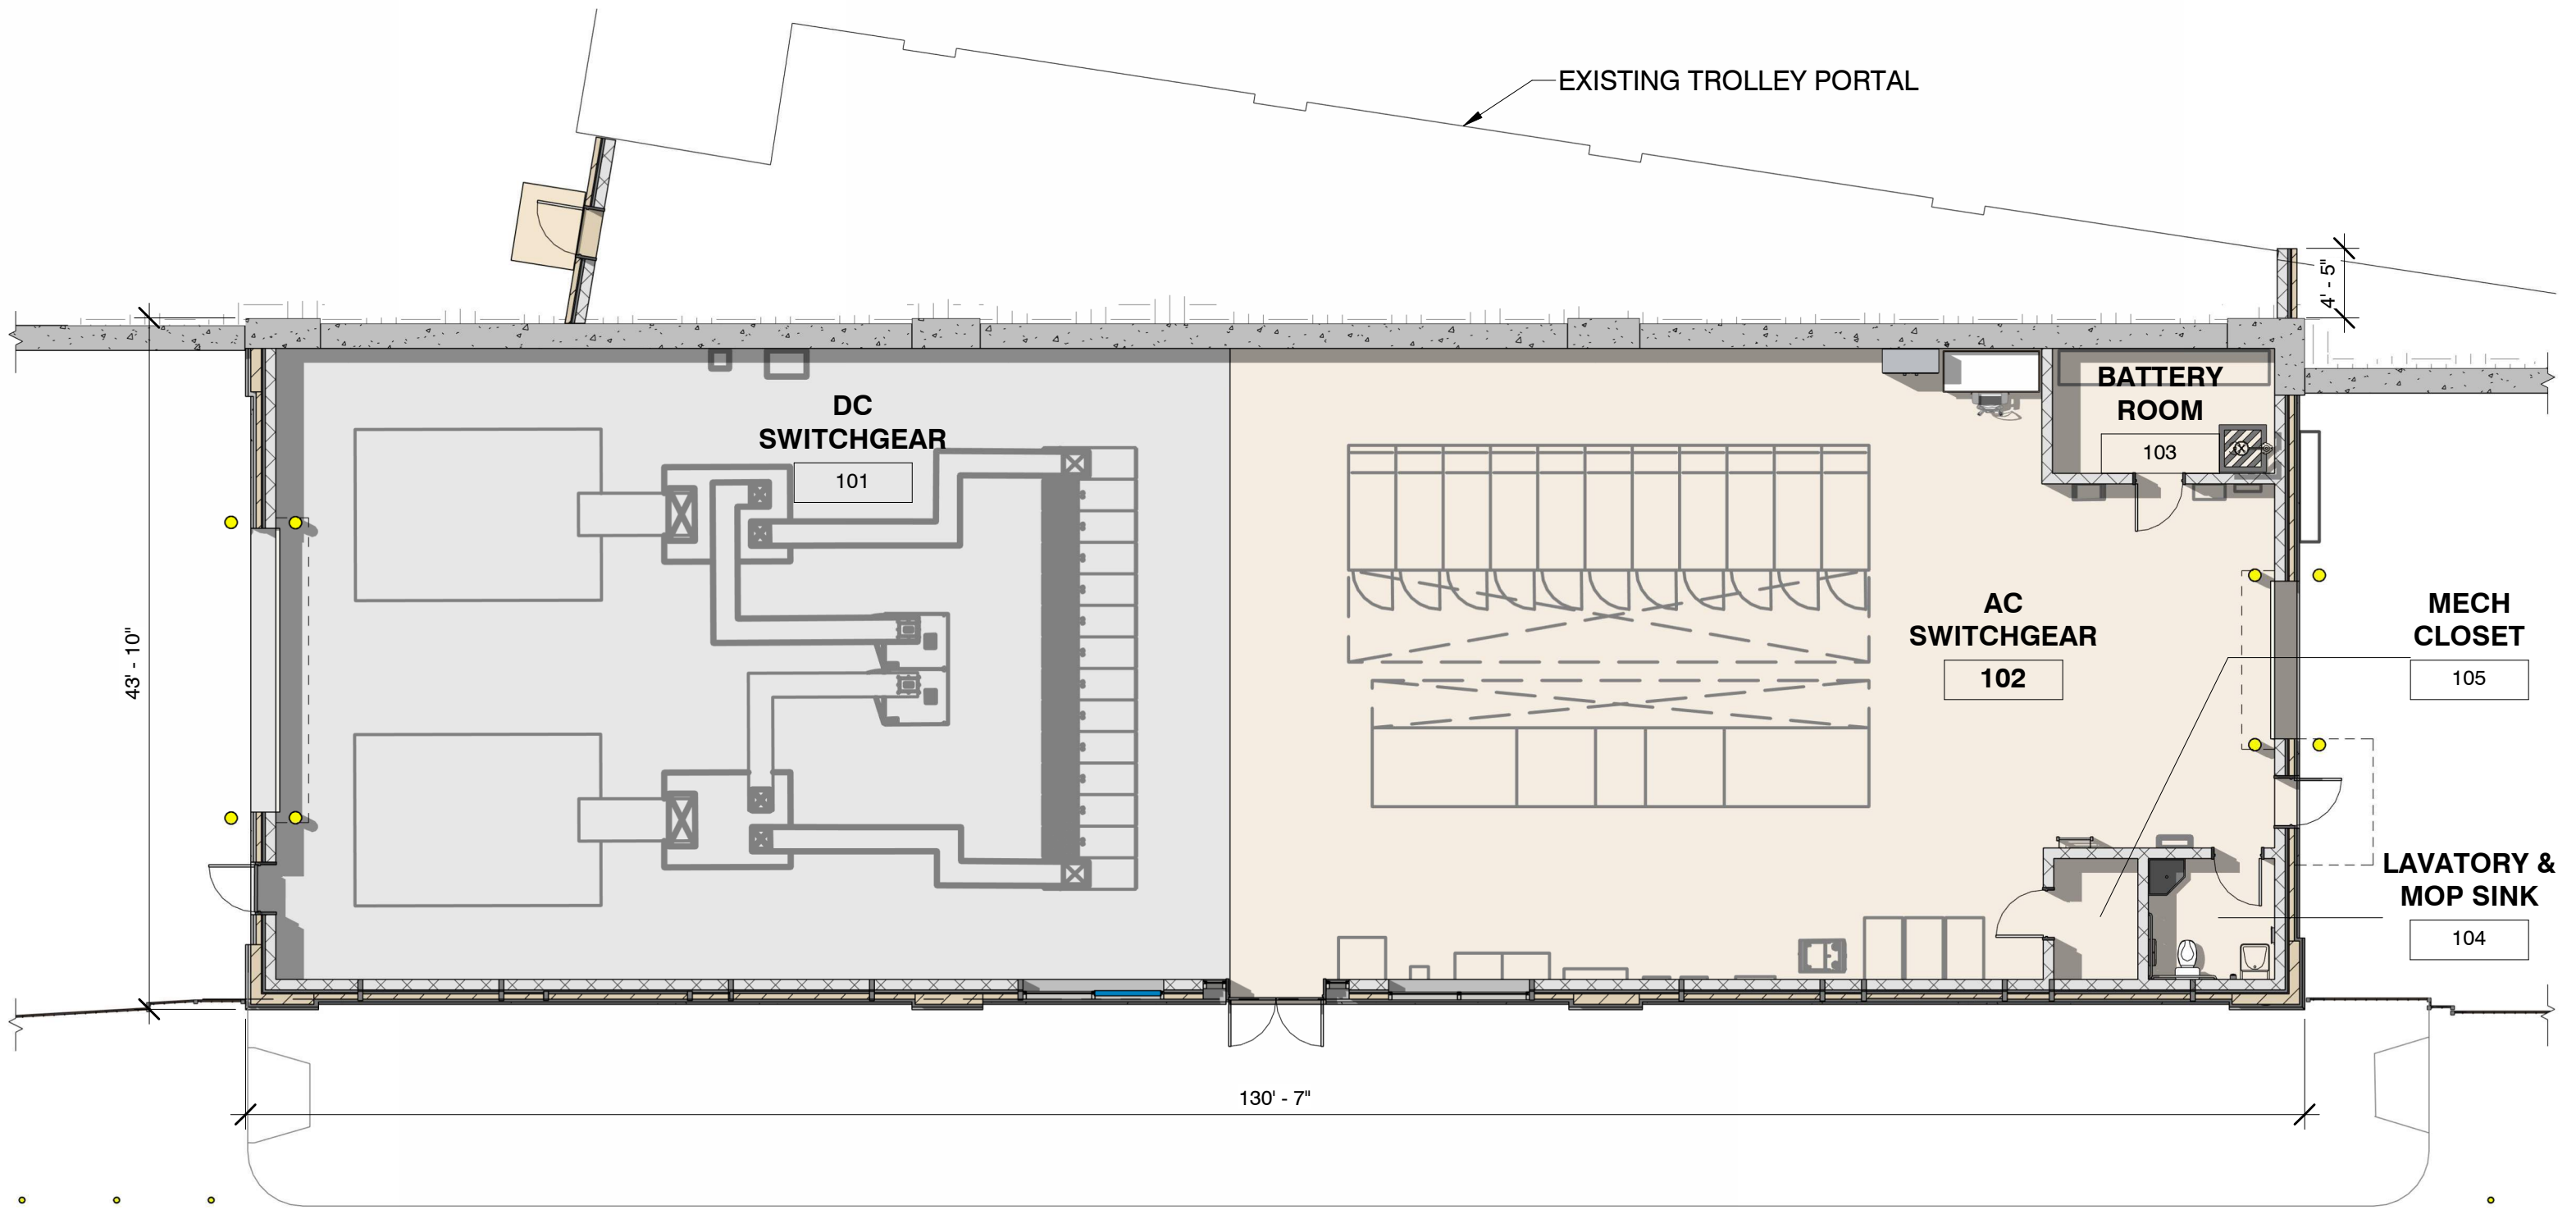 EXISTING TROLLEY PORTAL
4' - 5"
DC
SWITCHGEAR
101
BATTERY
ROOM
103
43' - 10"
AC
SWITCHGEAR
102
MECH
CLOSET
105
LAVATORY &
MOP SINK
104
130' - 7"